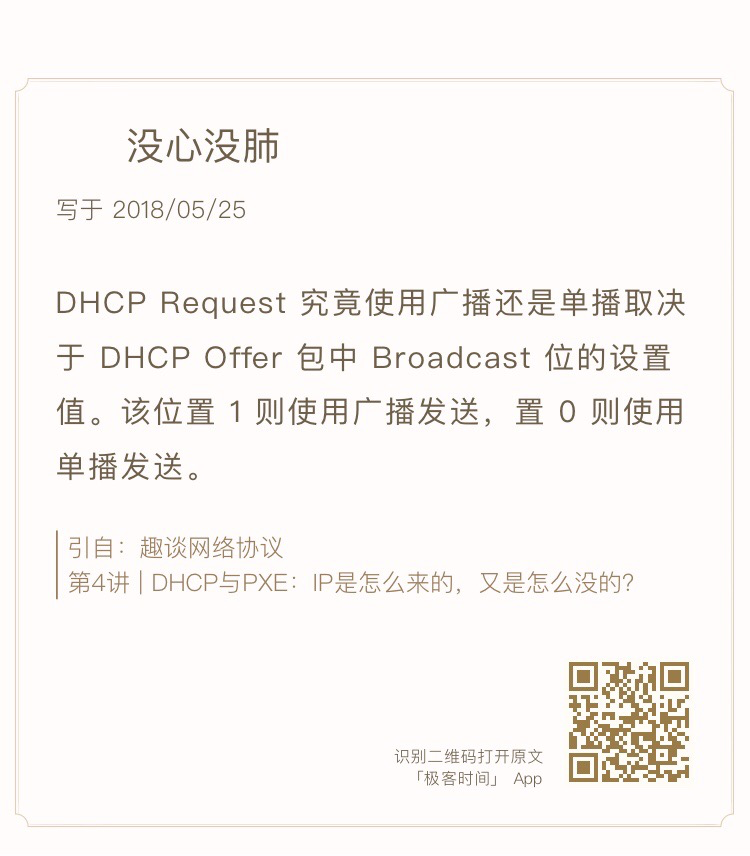 没心没肺
写于 2018/05/25
DHCP Request 究竟使用广播还是单播取决
于 DHCP Offer 包中 Broadcast 位的设置
值。该位置 1 则使用广播发送，置 0 则使用
单播发送。
引自：趣谈网络协议
第4讲 | DHCP与PXE：IP是怎么来的，又是怎么没的？
识别二维码打开原文
「极客时间」 App